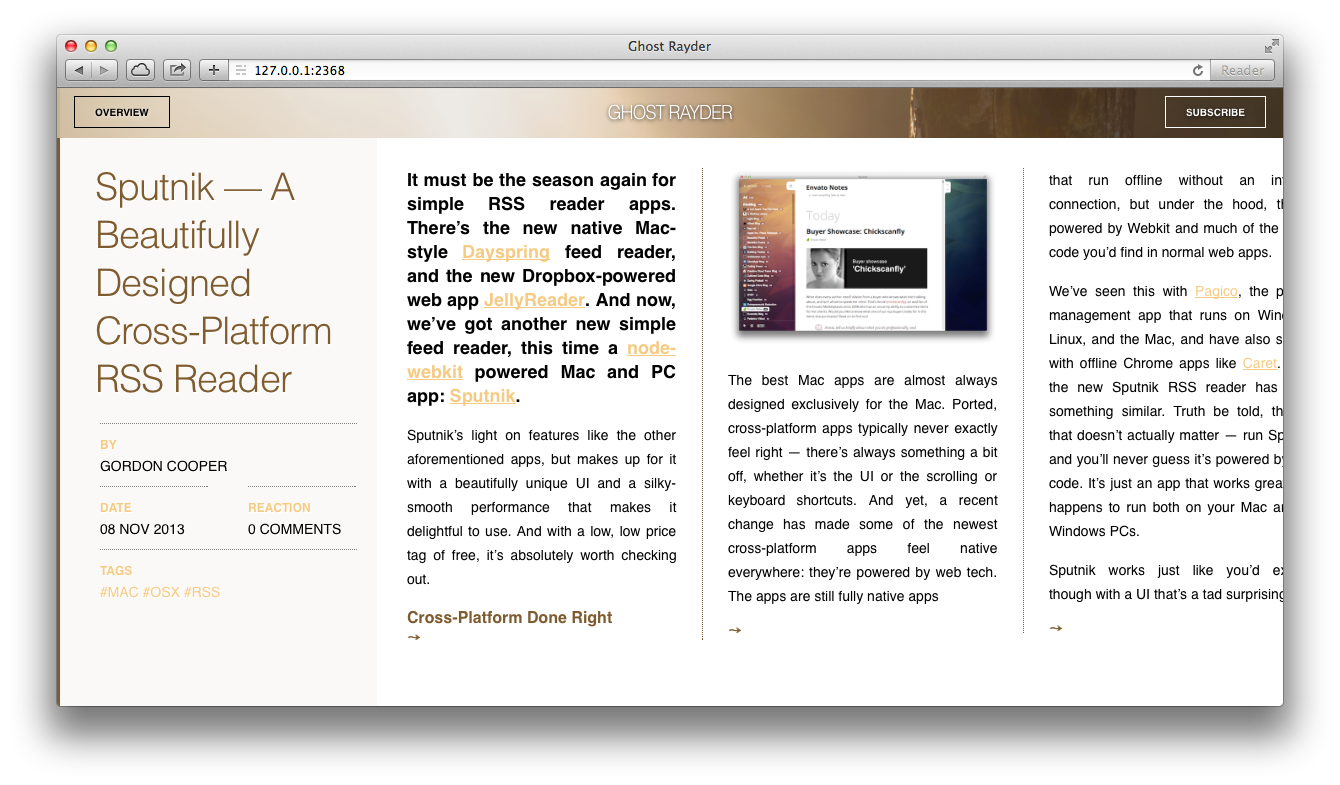 Ghost Rayder
127.0.0.1:2368
Reader
OVERVIEW
GHOST RAYDER
SUBSCRIBE
Sputnik — A
Beautifully
Designed
Cross-Platform
RSS Reader
BY
GORDON COOPER
DATE
08 NOV 2013
REACTION
0 COMMENTS
TAGS
#MAC #OSX #RSS
It must be the season again for
simple RSS reader apps.
There’s the new native Mac-
style Dayspring feed reader,
and the new Dropbox-powered
web app JellyReader. And now,
we’ve got another new simple
feed reader, this time a node-
webkit powered Mac and PC
app: Sputnik.
Sputnik’s light on features like the other
aforementioned apps, but makes up for it
with a beautifully unique UI and a silky-
smooth performance that makes it
delightful to use. And with a low, low price
tag of free, it’s absolutely worth checking
out.
Cross-Platform Done Right
→
Envato Notes
Today
Buyer Showcase: Chickscanfly
Buyer showcase
'Chickscanfly'
The best Mac apps are almost always
designed exclusively for the Mac. Ported,
cross-platform apps typically never exactly
feel right — there’s always something a bit
off, whether it’s the UI or the scrolling or
keyboard shortcuts. And yet, a recent
change has made some of the newest
cross-platform apps feel native
everywhere: they’re powered by web tech.
The apps are still fully native apps
→
that run offline without an in
connection, but under the hood, th
powered by Webkit and much of the
code you’d find in normal web apps.
We’ve seen this with Pagico, the p
management app that runs on Win
Linux, and the Mac, and have also s
with offline Chrome apps like Caret.
the new Sputnik RSS reader has
something similar. Truth be told, th
that doesn’t actually matter — run Sp
and you’ll never guess it’s powered by
code. It’s just an app that works grea
happens to run both on your Mac a
Windows PCs.
Sputnik works just like you’d ex
though with a UI that’s a tad surprising
→